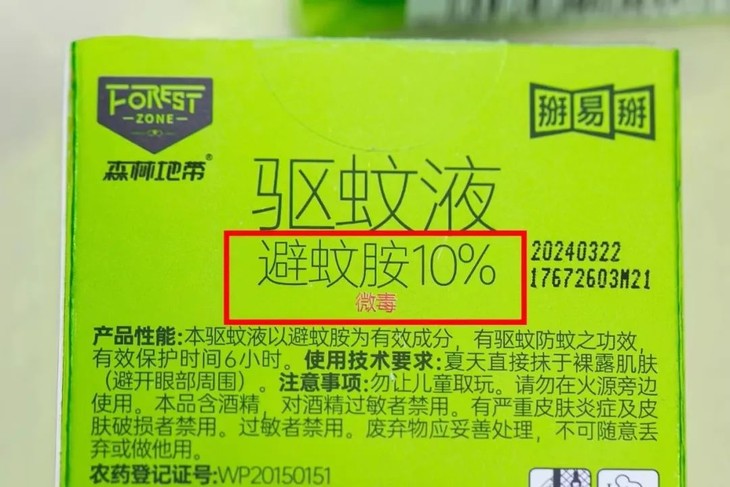 FOREST
ZONE
森林地带®
掰易掰
驱蚊液
避蚊胺10%
微毒
20240322
17672603M21
产品性能:本驱蚊液以避蚊胺为有效成分，有驱蚊防蚊之功效，
有效保护时间6小时。使用技术要求:夏天直接抹于裸露肌肤
（避开眼部周围）。注意事项:勿让儿童取玩。请勿在火源旁边
使用。本品含酒精，对酒精过敏者禁用。有严重皮肤炎症及皮
肤破损者禁用。过敏者禁用。废弃物应妥善处理，不可随意丢
弃或做他用。
农药登记证号:WP20150151